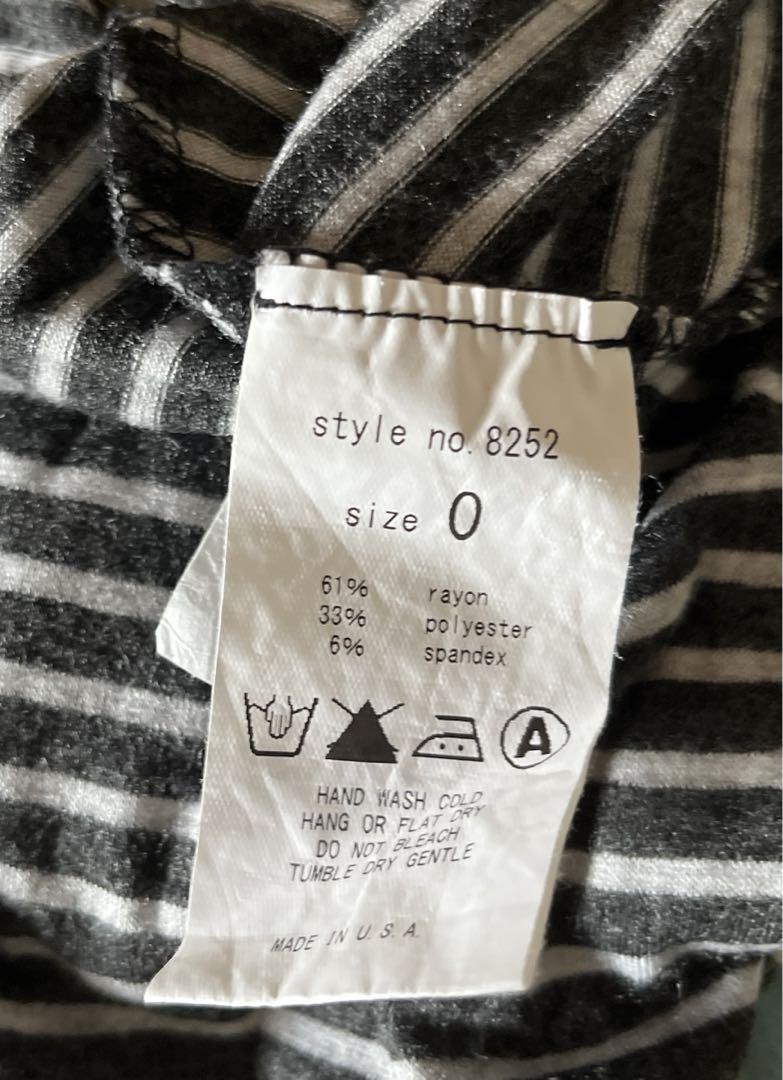 style no. 8252
size 0
61% rayon
33% polyester
6% spandex
A
HAND WASH COLD
HANG OR FLAT DRY
DO NOT BLEACH
TUMBLE DRY GENTLE
MADE IN U.S.A.